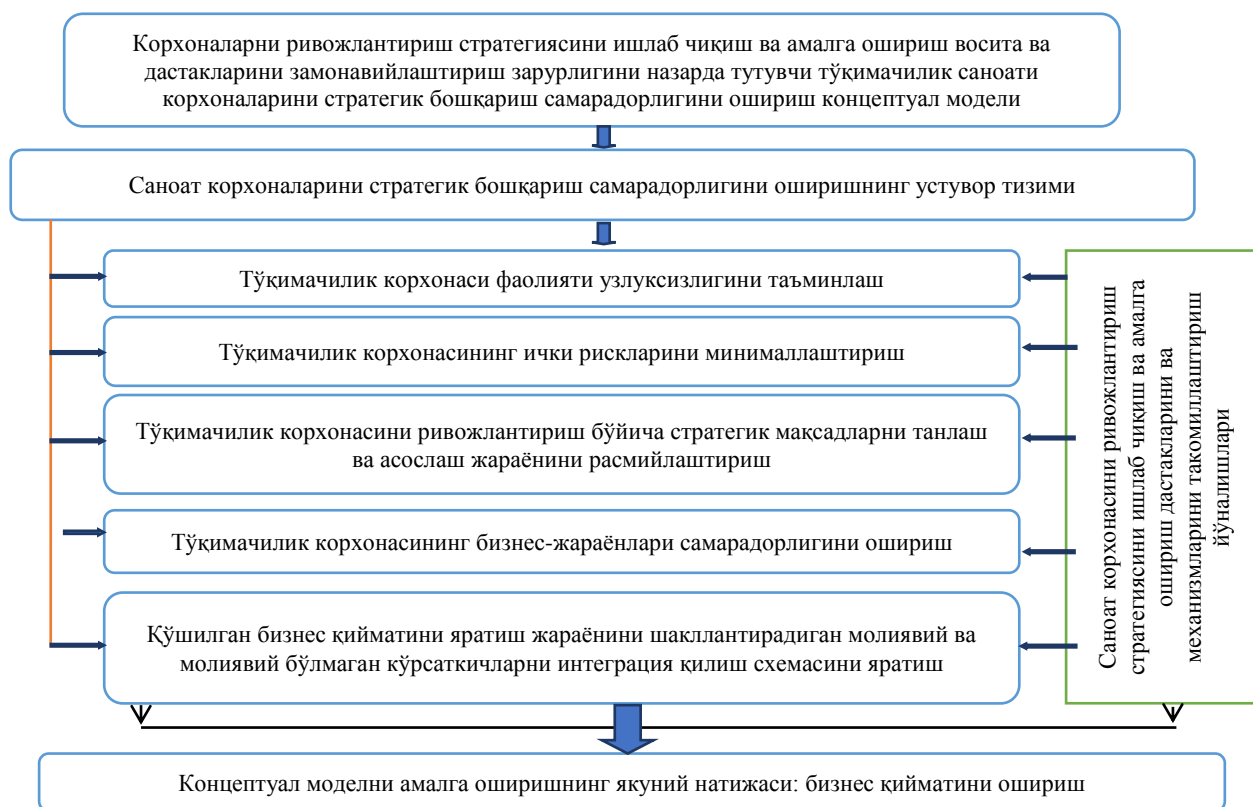 Корхоналарни ривожлантириш стратегиясини ишлаб чиқиш ва амалга ошириш восита ва
дастакларини замонавийлаштириш зарурлигини назарда тутувчи тўқимачилик саноати
корхоналарини стратегик бошқариш самарадорлигини ошириш концептуал модели
Саноат корхоналарини стратегик бошқариш самарадорлигини оширишнинг устувор тизими
Тўқимачилик корхонаси фаолияти узлуксизлигини таъминлаш
Тўқимачилик корхонасининг ички рискларини минималлаштириш
Тўқимачилик корхонасини ривожлантириш бўйича стратегик мақсадларни танлаш
ва асослаш жараёнини расмийлаштириш
Тўқимачилик корхонасининг бизнес-жараёнлари самарадорлигини ошириш
Қўшилган бизнес қийматини яратиш жараёнини шакллантирадиган молиявий ва
молиявий бўлмаган кўрсаткичларни интеграция қилиш схемасини яратиш
Саноат корхонасини ривожлантириш
стратегиясини ишлаб чиқиш ва амалга
ошириш дастакларини ва
механизмларини такомиллаштириш
йўналишлари
Концептуал моделни амалга оширишнинг якуний натижаси: бизнес қийматини ошириш